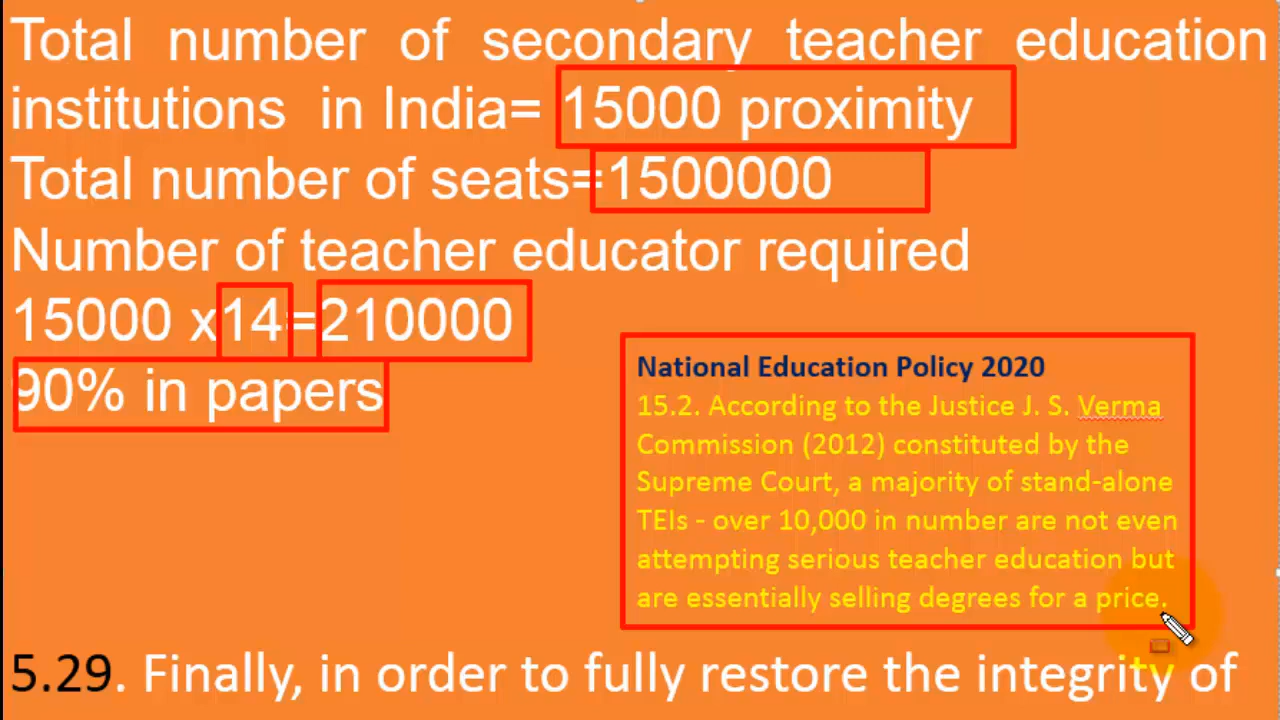 Total number of secondary teacher education
institutions in India= 15000 proximity
Total number of seats=1500000
Number of teacher educator required
15000 x14=210000
90% in papers
National Education Policy 2020
15.2. According to the Justice J. S. Verma
Commission (2012) constituted by the
Supreme Court, a majority of stand-alone
TEIs - over 10,000 in number are not even
attempting serious teacher education but
are essentially selling degrees for a price.
5.29. Finally, in order to fully restore the integrity of